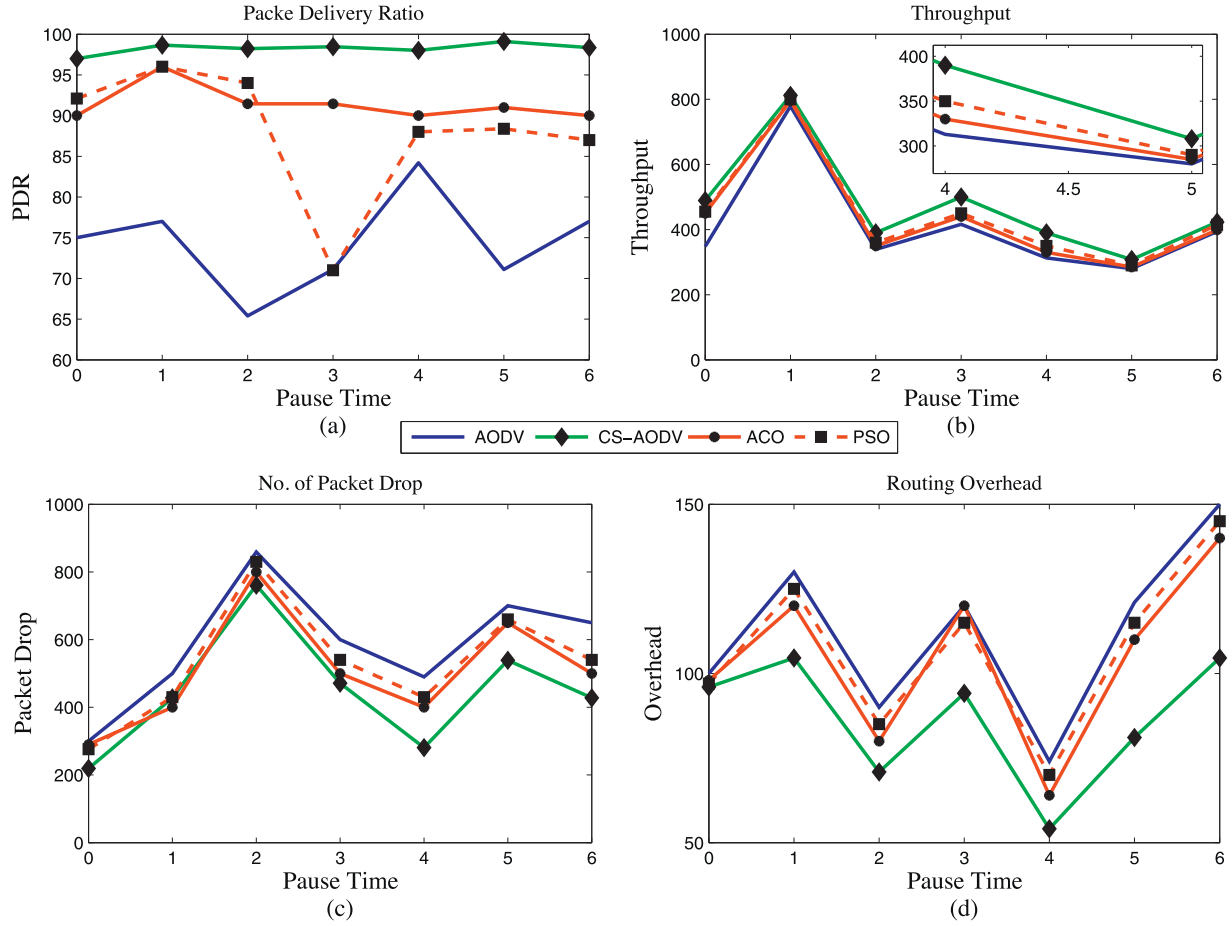 Packe Delivery Ratio
100
95
90
85
80
75
70
65
60
PDR
0 1 2 3 4 5 6
Pause Time
(a)
Throughput
1000
800
600
400
200
0
Throughput
400
350
300
4 4.5 5
0 1 2 3 4 5 6
Pause Time
(b)
AODV CS-AODV ACO PSO
No. of Packet Drop
1000
800
600
400
200
0
Packet Drop
0 1 2 3 4 5 6
Pause Time
(c)
Routing Overhead
150
100
50
Overhead
0 1 2 3 4 5 6
Pause Time
(d)